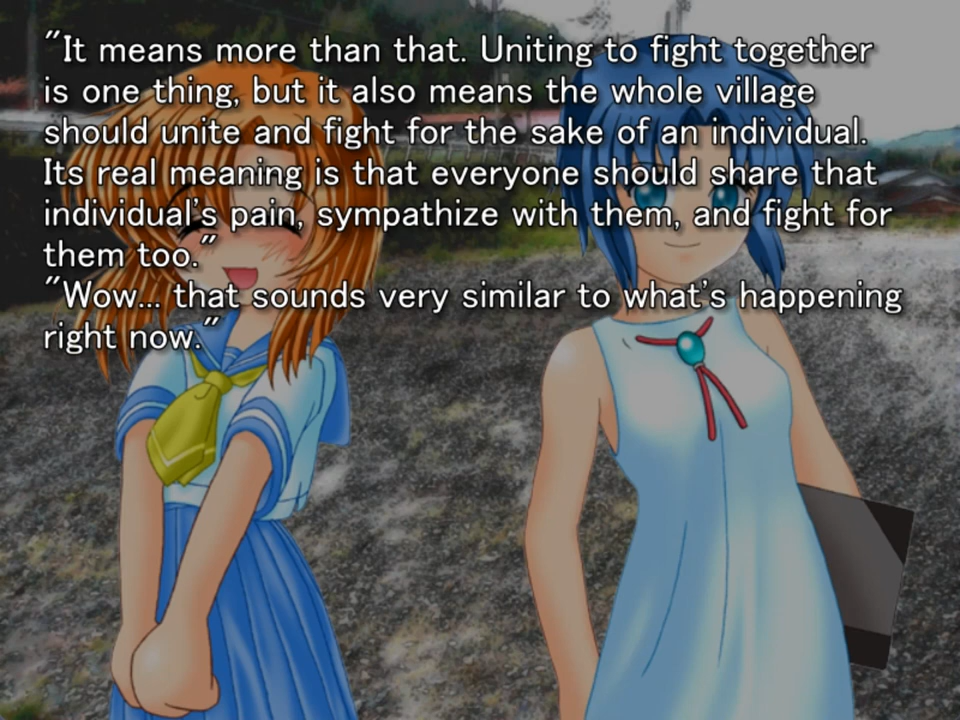 "It means more than that. Uniting to fight together
is one thing, but it also means the whole village
should unite and fight for the sake of an individual.
Its real meaning is that everyone should share that
individual's pain, sympathize with them, and fight for
them too."
"Wow... that sounds very similar to what's happening
right now."